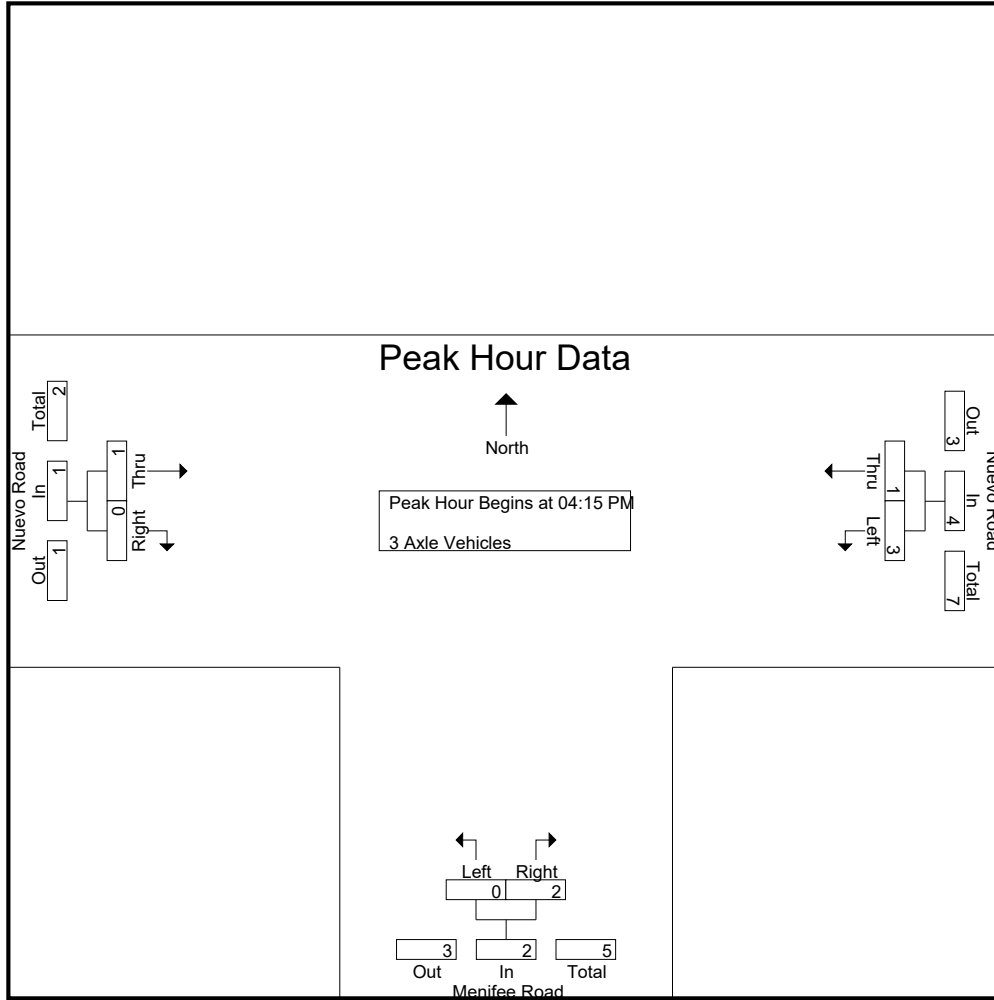 Peak Hour Data
North
Peak Hour Begins at 04:15 PM
3 Axle Vehicles
Nuevo Road
Total
2
In
1
Out
1
Thru
1
Right
0
Out
3
In
4
Total
7
Nuevo Road
Thru
1
Left
3
Left Right
0 2
3 2 5
Out In Total
Menifee Road